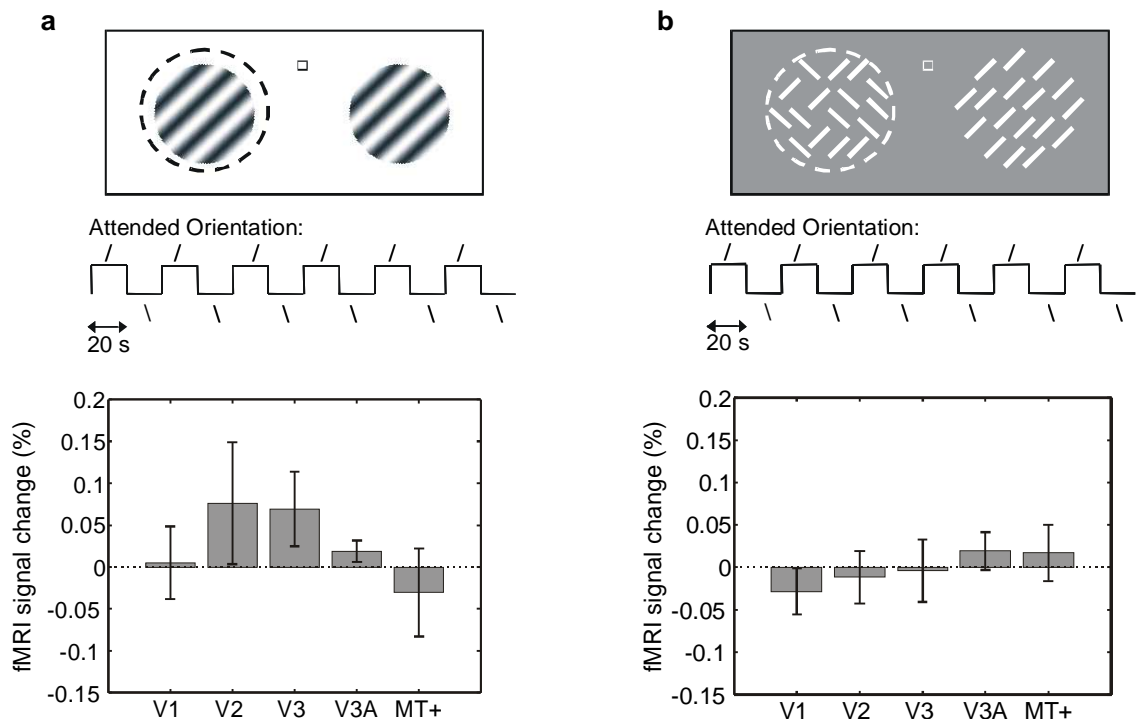 a
Attended Orientation:
20 s
fMRI signal change (%)
0.2
0.15
0.1
0.05
0
-0.05
-0.1
-0.15
V1 V2 V3 V3A MT+
b
Attended Orientation:
20 s
fMRI signal change (%)
0.2
0.15
0.1
0.05
0
-0.05
-0.1
-0.15
V1 V2 V3 V3A MT+